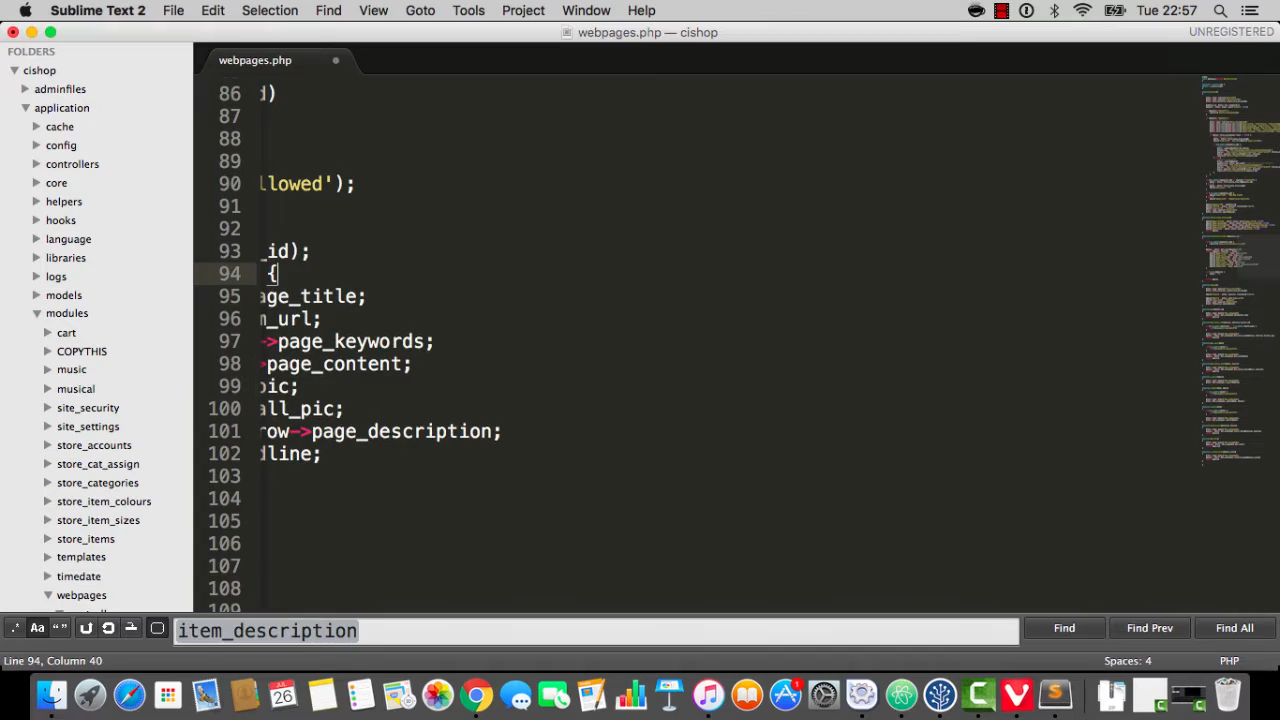 Sublime Text 2 File Edit Selection Find View Goto Tools Project Window Help Tue 22:57
webpages.php — cishop UNREGISTERED
FOLDERS
cishop
adminfiles
application
cache
config
controllers
core
helpers
hooks
language
libraries
logs
models
modules
cart
COPYTHIS
music
musical
site_security
site_settings
store_accounts
store_cat_assign
store_categories
store_item_colours
store_item_sizes
store_items
templates
timedate
webpages
webpages.php
86 d)
87
88
89
90 llowed');
91
92
93 _id);
94 {
95 age_title;
96 m_url;
97 ->page_keywords;
98 >page_content;
99 pic;
100 all_pic;
101 row->page_description;
102 dline;
103
104
105
106
107
108
109
.* Aa “” item_description Find Find Prev Find All
Line 94, Column 40 Spaces: 4 PHP